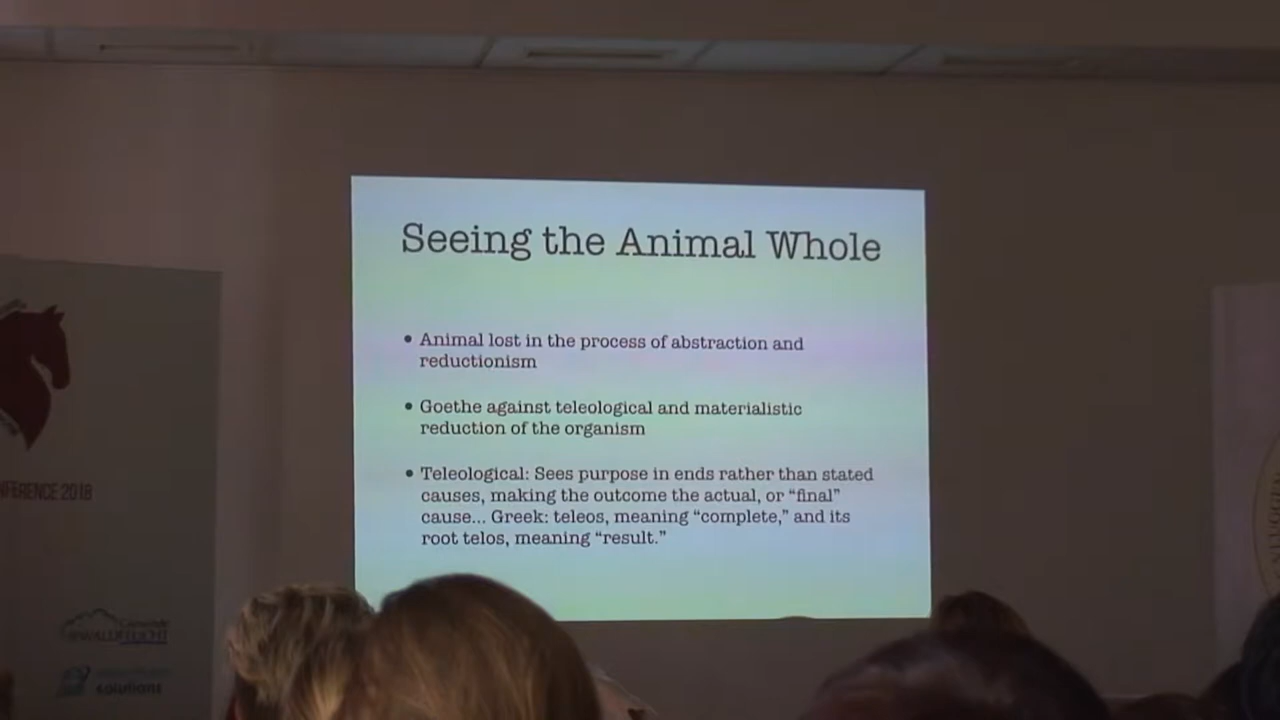 Seeing the Animal Whole
• Animal lost in the process of abstraction and
reductionism
• Goethe against teleological and materialistic
reduction of the organism
• Teleological: Sees purpose in ends rather than stated
causes, making the outcome the actual, or “final”
cause... Greek: teleos, meaning “complete,” and its
root telos, meaning “result.”
NFERENCE 2018
solutions